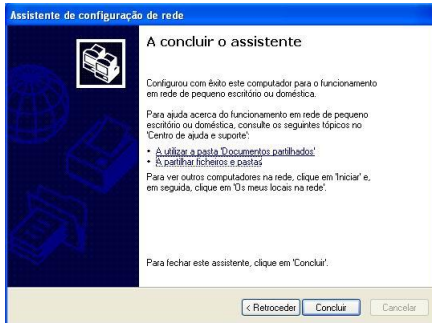 Assistente de configuração de rede
A concluir o assistente
Configurou com êxito este computador para o funcionamento
em rede de pequeno escritório ou doméstica.
Para ajuda acerca do funcionamento em rede de pequeno
escritório ou doméstica, consulte os seguintes tópicos no
'Centro de ajuda e suporte':
• A utilizar a pasta 'Documentos partilhados'
• A partilhar ficheiros e pastas
Para ver outros computadores na rede, clique em 'Iniciar' e,
em seguida, clique em 'Os meus locais na rede'.
Para fechar este assistente, clique em 'Concluir'.
< Retroceder Concluir Cancelar